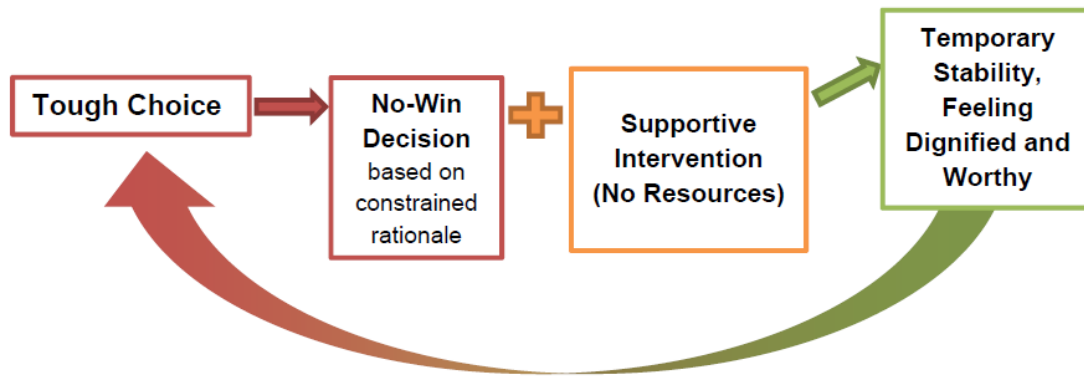 Tough Choice
No-Win
Decision
based on
constrained
rationale
Supportive
Intervention
(No Resources)
Temporary
Stability,
Feeling
Dignified and
Worthy